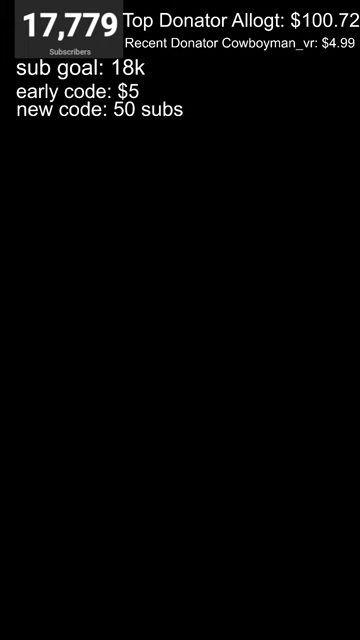 17,779
Subscribers
Top Donator Allogt: $100.72
Recent Donator Cowboyman_vr: $4.99
sub goal: 18k
early code: $5
new code: 50 subs